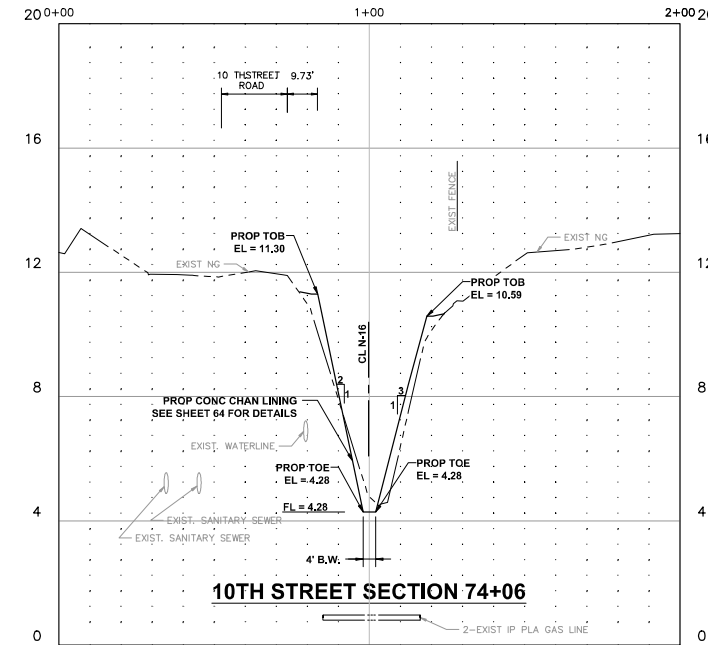 20 0+00 1+00 2+00 20
10 THSTREET ROAD 9.73'
16
EXIST FENCE
PROP TOB
EL = 11.30
EXIST NG
EXIST NG
12
PROP TOB
EL = 10.59
CL N-16
2
1
3
1
8
PROP CONC CHAN LINING
SEE SHEET 64 FOR DETAILS
EXIST. WATERLINE
PROP TOE
EL = 4.28
PROP TOE
EL = 4.28
FL = 4.28
4
EXIST. SANITARY SEWER
EXIST. SANITARY SEWER
4' B.W.
10TH STREET SECTION 74+06
2-EXIST IP PLA GAS LINE
0
16
12
8
4
0